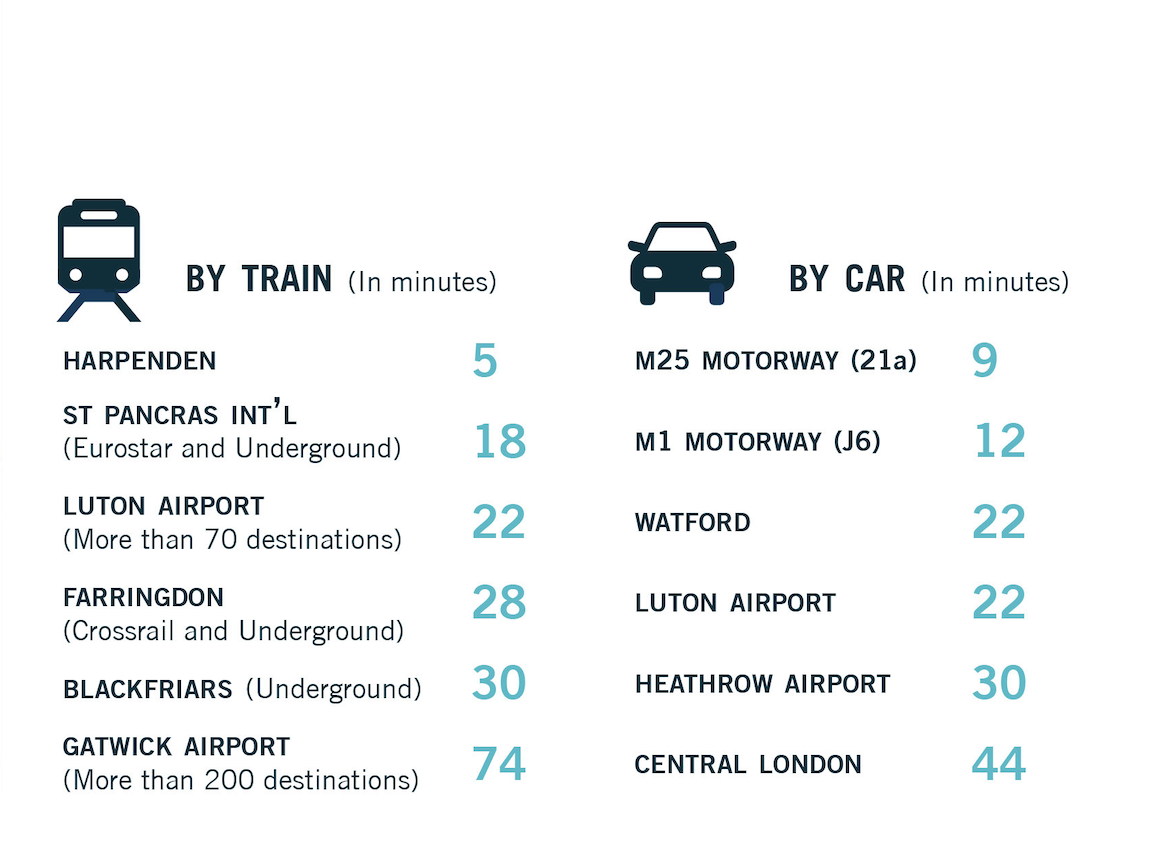 BY TRAIN (In minutes)
HARPENDEN 5
ST PANCRAS INT’L
(Eurostar and Underground) 18
LUTON AIRPORT
(More than 70 destinations) 22
FARRINGDON
(Crossrail and Underground) 28
BLACKFRIARS (Underground) 30
GATWICK AIRPORT
(More than 200 destinations) 74
BY CAR (In minutes)
M25 MOTORWAY (21a) 9
M1 MOTORWAY (J6) 12
WATFORD 22
LUTON AIRPORT 22
HEATHROW AIRPORT 30
CENTRAL LONDON 44